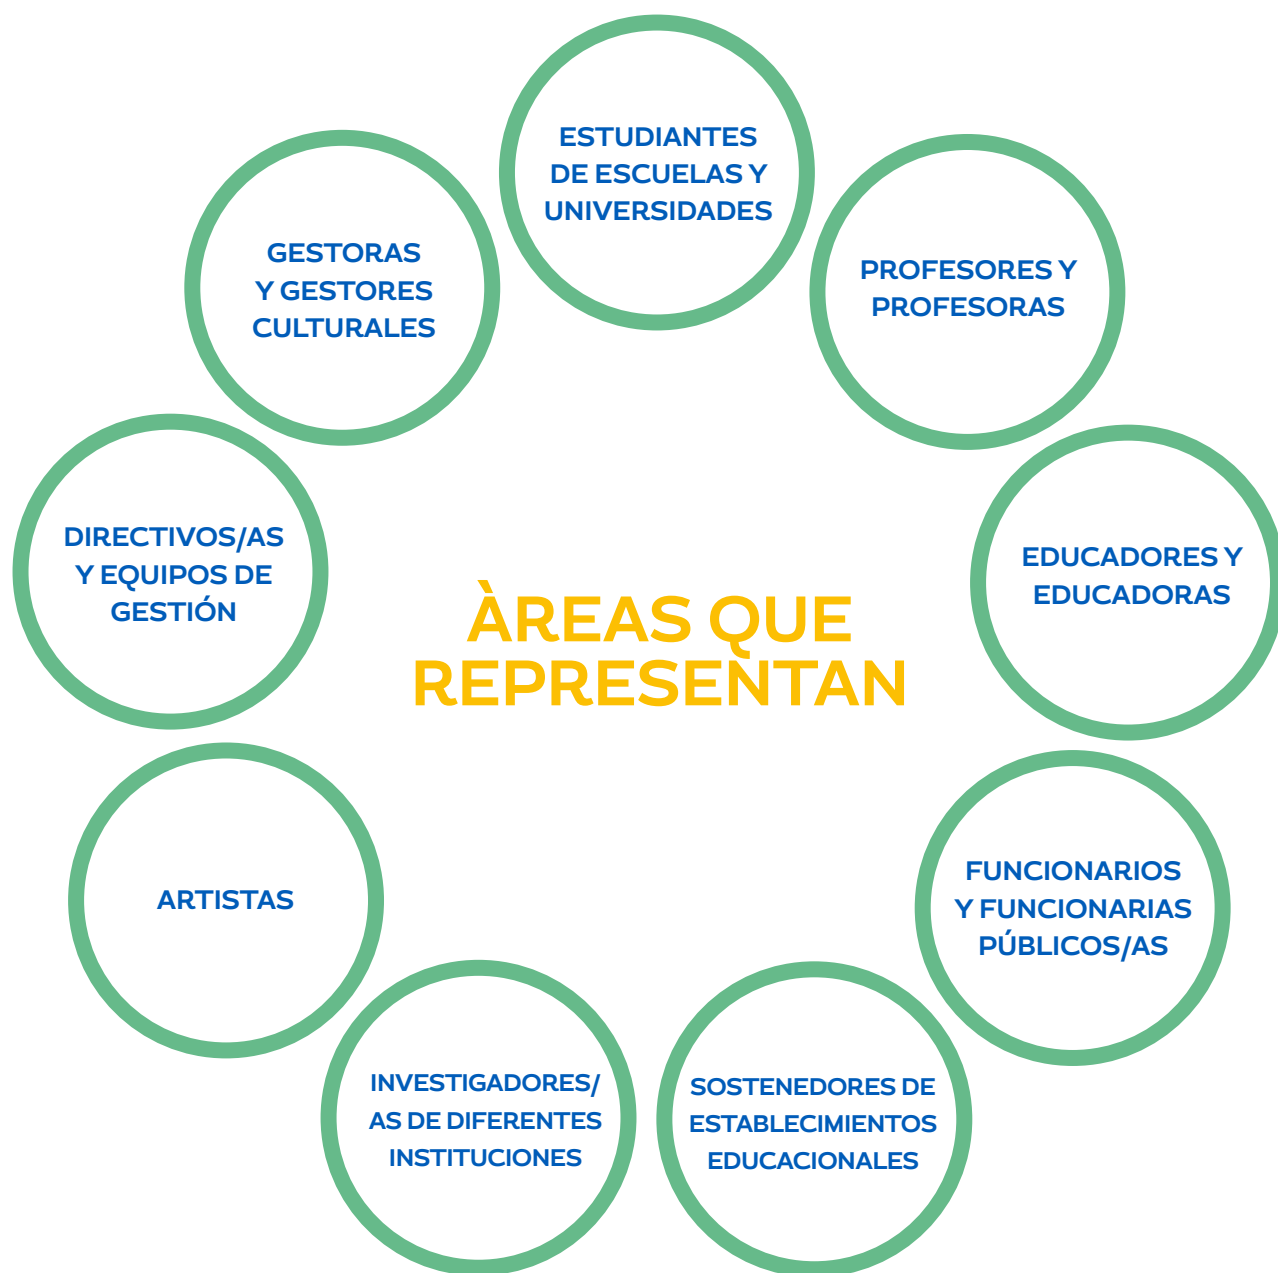 ESTUDIANTES
DE ESCUELAS Y
UNIVERSIDADES
PROFESORES Y
PROFESORAS
EDUCADORES Y
EDUCADORAS
FUNCIONARIOS
Y FUNCIONARIAS
PÚBLICOS/AS
SOSTENEDORES DE
ESTABLECIMIENTOS
EDUCACIONALES
INVESTIGADORES/
AS DE DIFERENTES
INSTITUCIONES
ARTISTAS
DIRECTIVOS/AS
Y EQUIPOS DE
GESTIÓN
GESTORAS
Y GESTORES
CULTURALES
ÀREAS QUE
REPRESENTAN